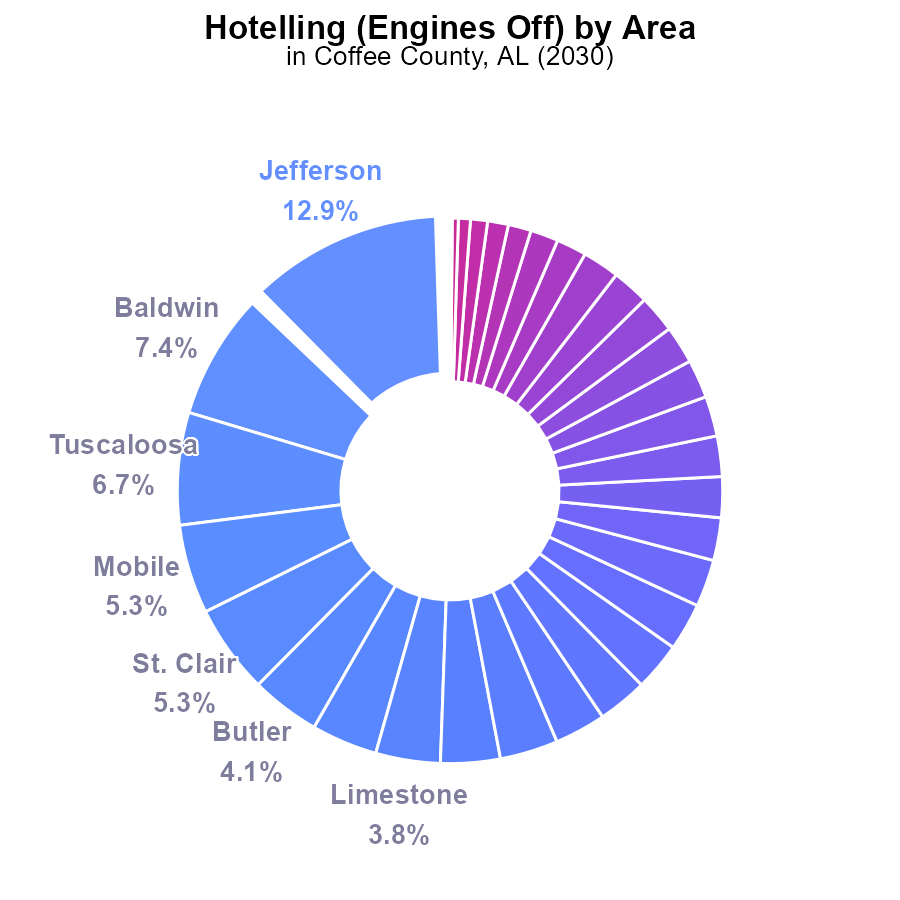 Hotelling (Engines Off) by Area
in Coffee County, AL (2030)
Jefferson
12.9%
Baldwin
7.4%
Tuscaloosa
6.7%
Mobile
5.3%
St. Clair
5.3%
Butler
4.1%
Limestone
3.8%